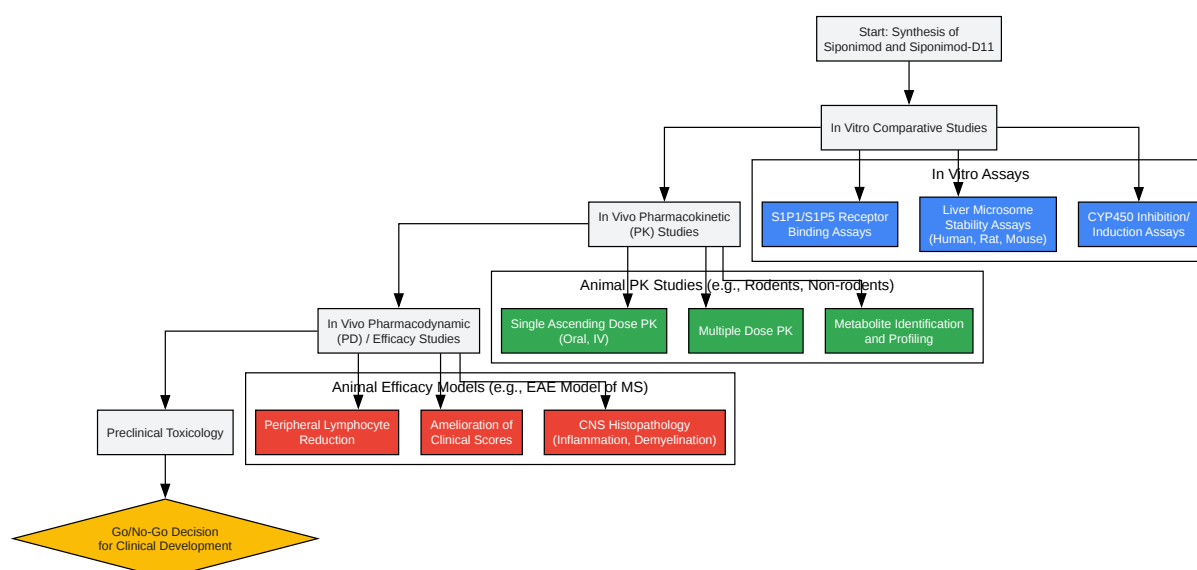 Start: Synthesis of
Siponimod and Siponimod-D11
In Vitro Comparative Studies
In Vitro Assays
S1P1/S1P5 Receptor
Binding Assays
Liver Microsome
Stability Assays
(Human, Rat, Mouse)
CYP450 Inhibition/
Induction Assays
In Vivo Pharmacokinetic
(PK) Studies
Animal PK Studies (e.g., Rodents, Non-rodents)
Single Ascending Dose PK
(Oral, IV)
Multiple Dose PK
Metabolite Identification
and Profiling
In Vivo Pharmacodynamic
(PD) / Efficacy Studies
Animal Efficacy Models (e.g., EAE Model of MS)
Peripheral Lymphocyte
Reduction
Amelioration of
Clinical Scores
CNS Histopathology
(Inflammation, Demyelination)
Preclinical Toxicology
Go/No-Go Decision
for Clinical Development